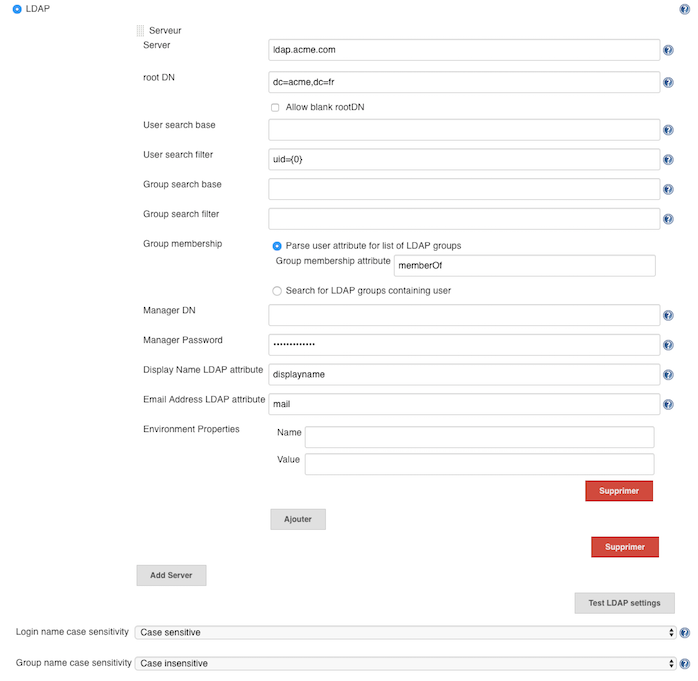 LDAP
Serveur
Server ldap.acme.com
root DN dc=acme,dc=fr
Allow blank rootDN
User search base
User search filter uid={0}
Group search base
Group search filter
Group membership Parse user attribute for list of LDAP groups
Group membership attribute memberOf
Search for LDAP groups containing user
Manager DN
Manager Password •••••••••••••
Display Name LDAP attribute displayname
Email Address LDAP attribute mail
Environment Properties Name
Value
Supprimer
Ajouter
Supprimer
Add Server
Test LDAP settings
Login name case sensitivity Case sensitive
Group name case sensitivity Case insensitive